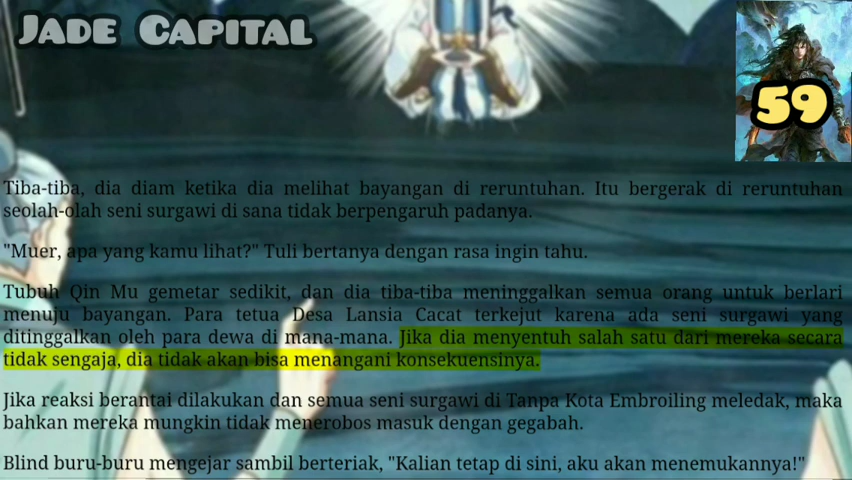 JADE CAPITAL
59
Tiba-tiba, dia diam ketika dia melihat bayangan di reruntuhan. Itu bergerak di reruntuhan
seolah-olah seni surgawi di sana tidak berpengaruh padanya.
"Muer, apa yang kamu lihat?" Tuli bertanya dengan rasa ingin tahu.
Tubuh Qin Mu gemetar sedikit, dan dia tiba-tiba meninggalkan semua orang untuk berlari
menuju bayangan. Para tetua Desa Lansia Cacat terkejut karena ada seni surgawi yang
ditinggalkan oleh para dewa di mana-mana. Jika dia menyentuh salah satu dari mereka secara
tidak sengaja, dia tidak akan bisa menangani konsekuensinya.
Jika reaksi berantai dilakukan dan semua seni surgawi di Tanpa Kota Embroiling meledak, maka
bahkan mereka mungkin tidak menerobos masuk dengan gegabah.
Blind buru-buru mengejar sambil berteriak, "Kalian tetap di sini, aku akan menemukannya!"